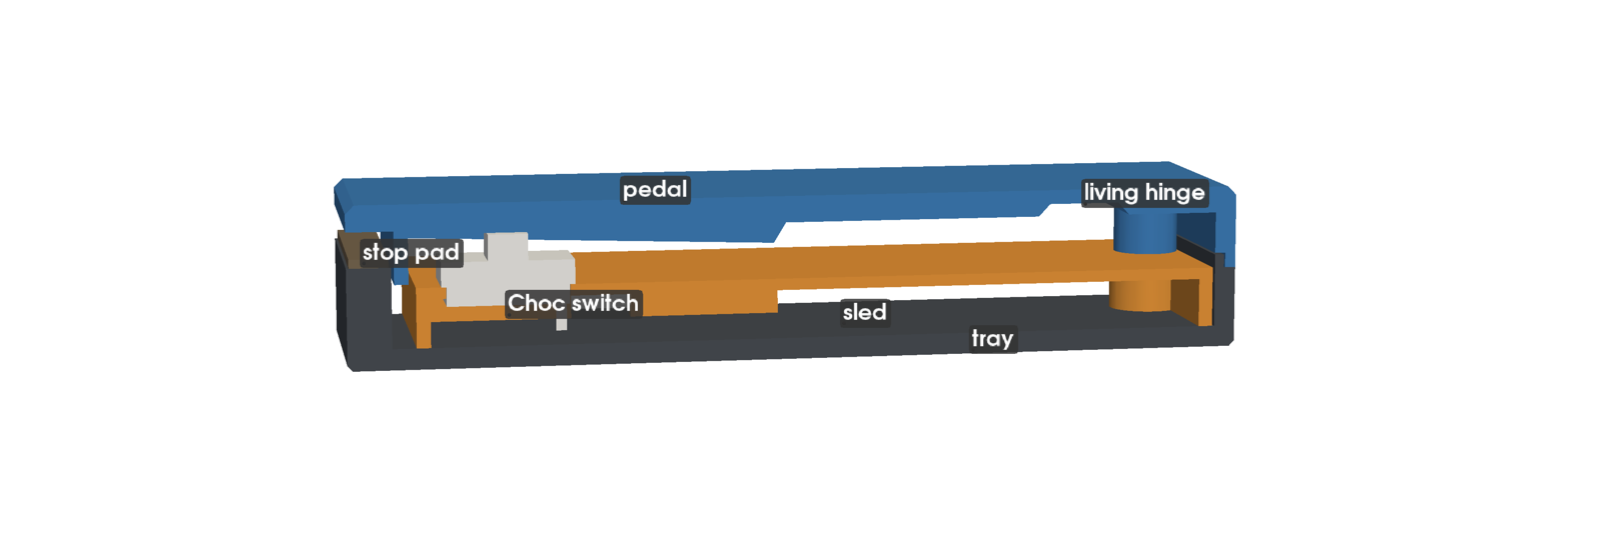 pedal
living hinge
stop pad
Choc switch
sled
tray